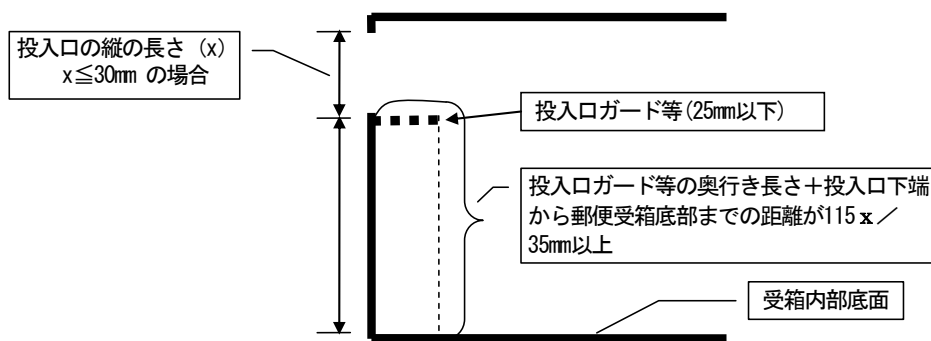 投入口の縦の長さ (x)
x≦30mm の場合
投入口ガード等(25mm以下)
投入口ガード等の奥行き長さ+投入口下端
から郵便受箱底部までの距離が115x/
35mm以上
受箱内部底面